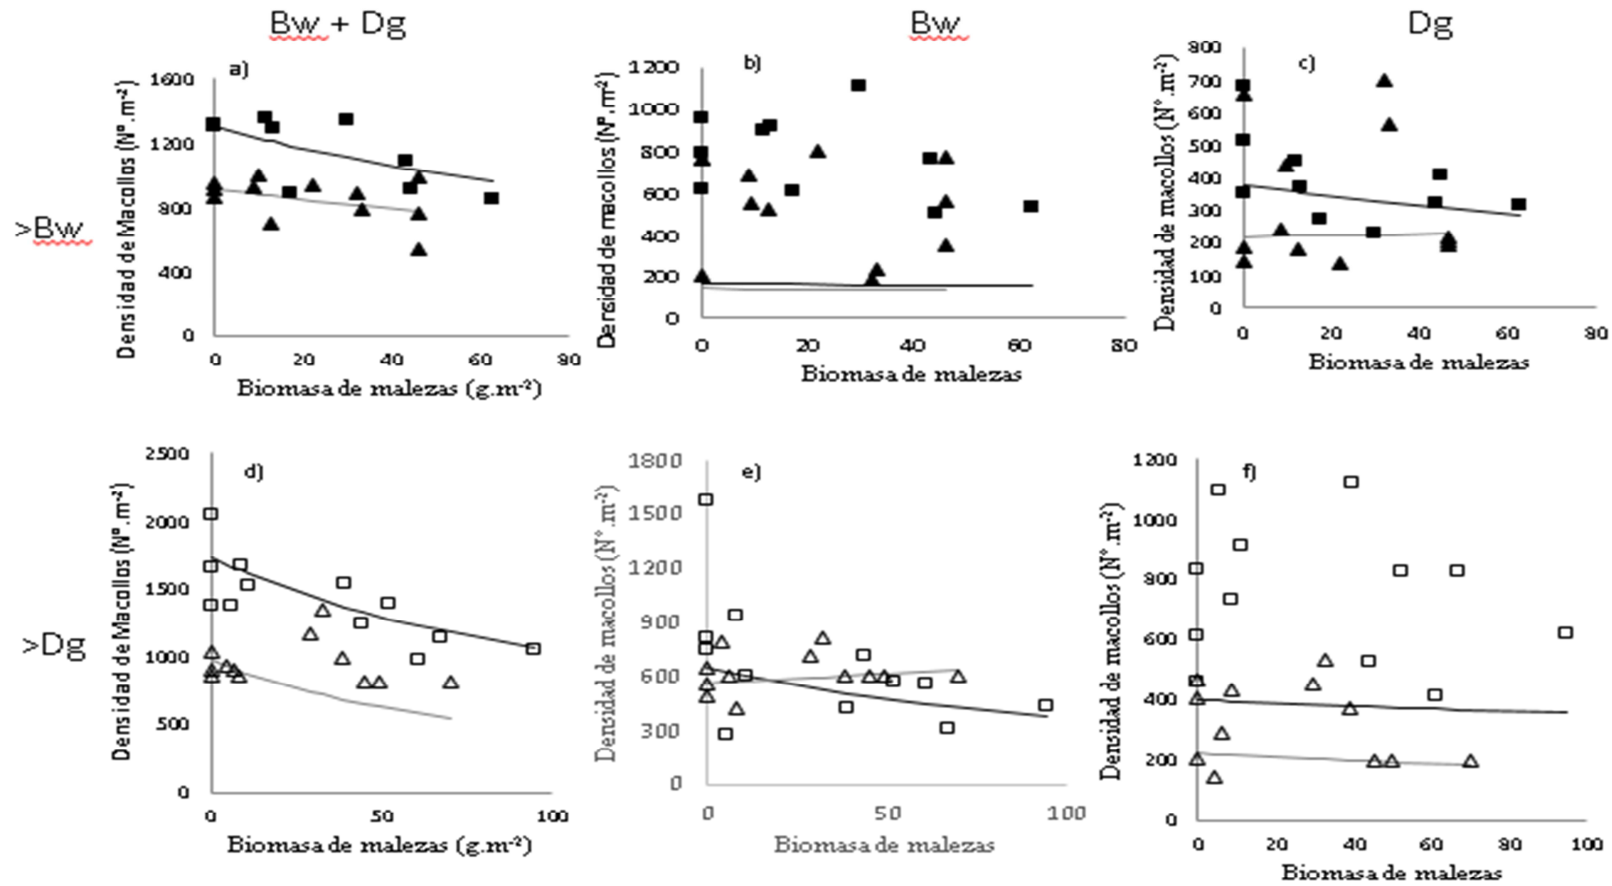 Bw + Dg
Bw
Dg
>Bw
>Dg
a)
Densidad de Macollos (Nº.m-²)
1600
1200
800
400
0
0 20 40 60 80
Biomasa de malezas (g.m-²)
b)
Densidad de macollos (Nº.m²)
1200
1000
800
600
400
200
0
0 20 40 60 80
Biomasa de malezas
c)
Densidad de macollos (N°.m-²)
800
700
600
500
400
300
200
100
0
0 20 40 60 80
Biomasa de malezas
d)
Densidad de Macollos (Nº.m-²)
2500
2000
1500
1000
500
0
0 50 100
Biomasa de malezas (g.m-²)
e)
Densidad de macollos (N°.m-²)
1800
1500
1200
900
600
300
0
0 50 100
Biomasa de malezas
f)
Densidad de macollos (N°.m-²)
1200
1000
800
600
400
200
0
0 20 40 60 80 100
Biomasa de malezas